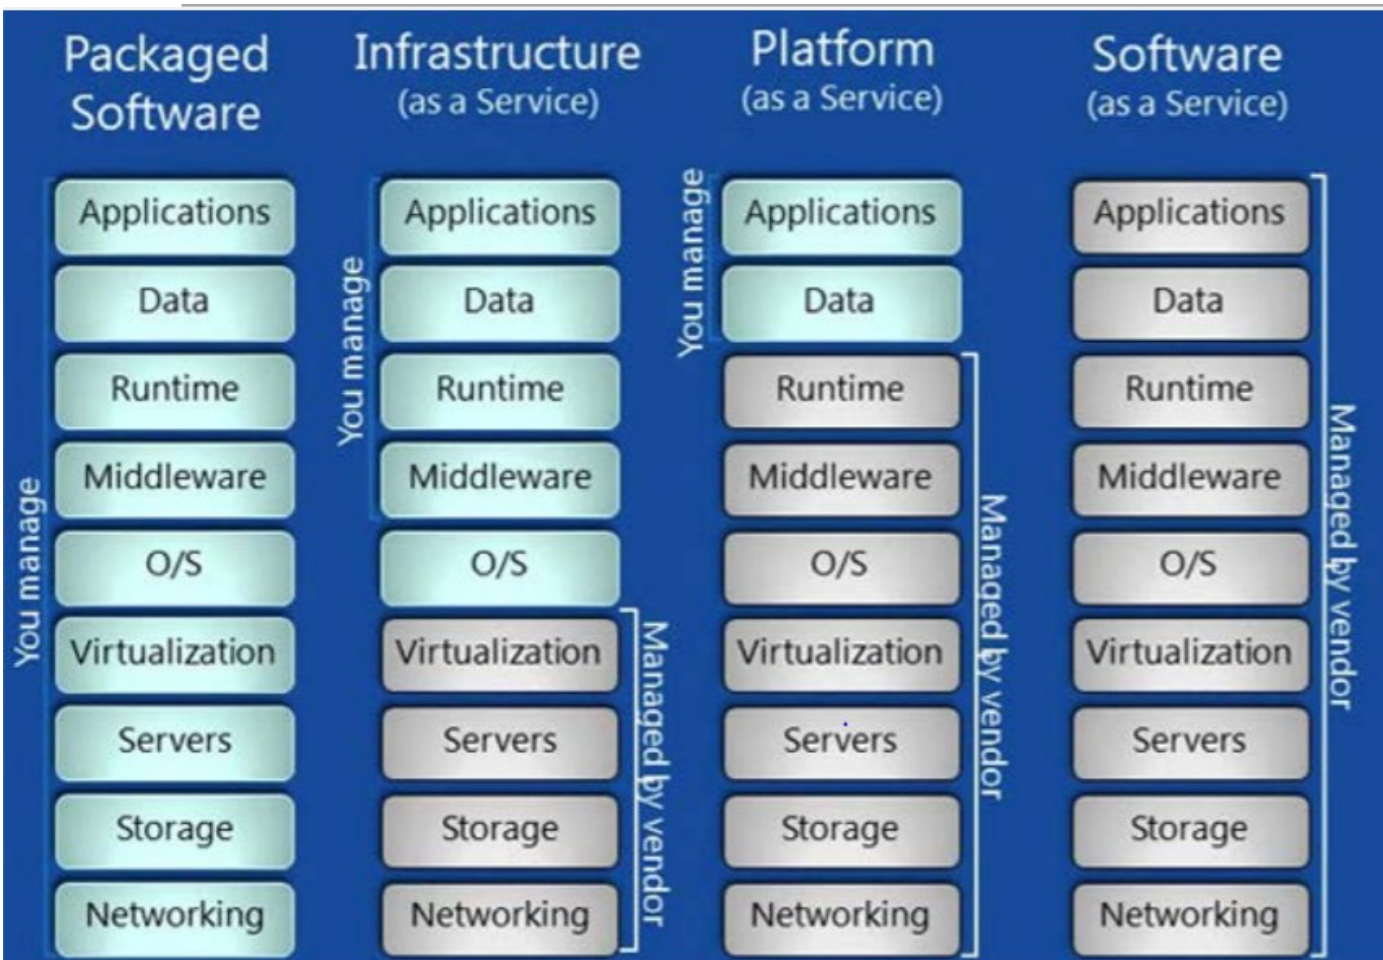 Packaged
Software
You manage
Applications
Data
Runtime
Middleware
O/S
Virtualization
Servers
Storage
Networking
Infrastructure
(as a Service)
You manage
Applications
Data
Runtime
Middleware
O/S
Virtualization
Servers
Storage
Networking
Managed by vendor
Platform
(as a Service)
You manage
Applications
Data
Runtime
Middleware
O/S
Virtualization
Servers
Storage
Networking
Managed by vendor
Software
(as a Service)
Applications
Data
Runtime
Middleware
O/S
Virtualization
Servers
Storage
Networking
Managed by vendor